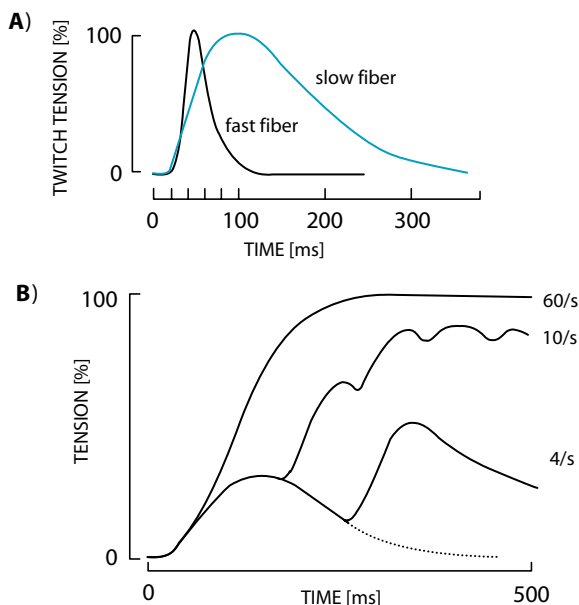 A)
TWITCH TENSION [%]
100
0
slow fiber
fast fiber
0 100 200 300
TIME [ms]
B)
TENSION [%]
100
0
60/s
10/s
4/s
0 500
TIME [ms]